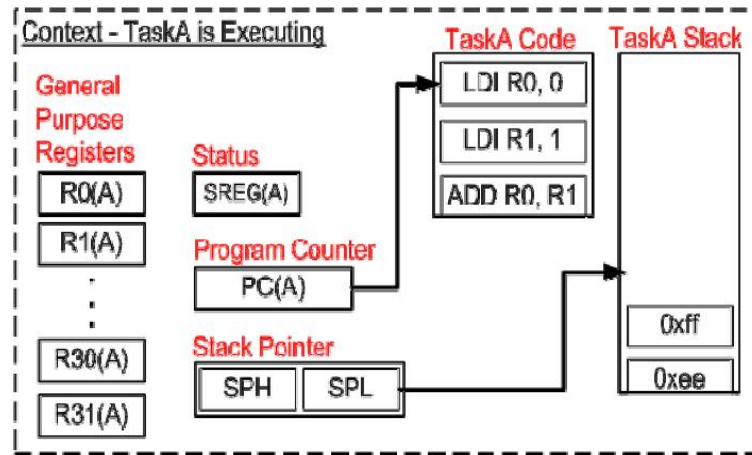 Context - TaskA is Executing
TaskA Code
TaskA Stack
General
Purpose
Registers
R0(A)
R1(A)
R30(A)
R31(A)
Status
SREG(A)
Program Counter
PC(A)
Stack Pointer
SPH
SPL
LDI R0, 0
LDI R1, 1
ADD R0, R1
0xff
0xee